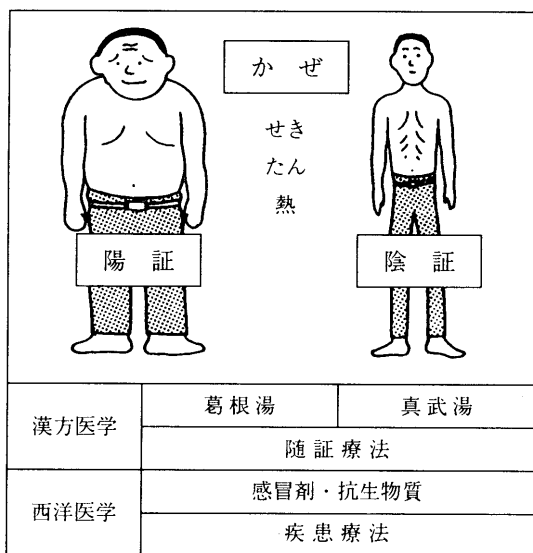 かぜ
せき
たん
熱
陽証
陰証
漢方医学
葛根湯
真武湯
随証療法
西洋医学
感冒剤・抗生物質
疾患療法